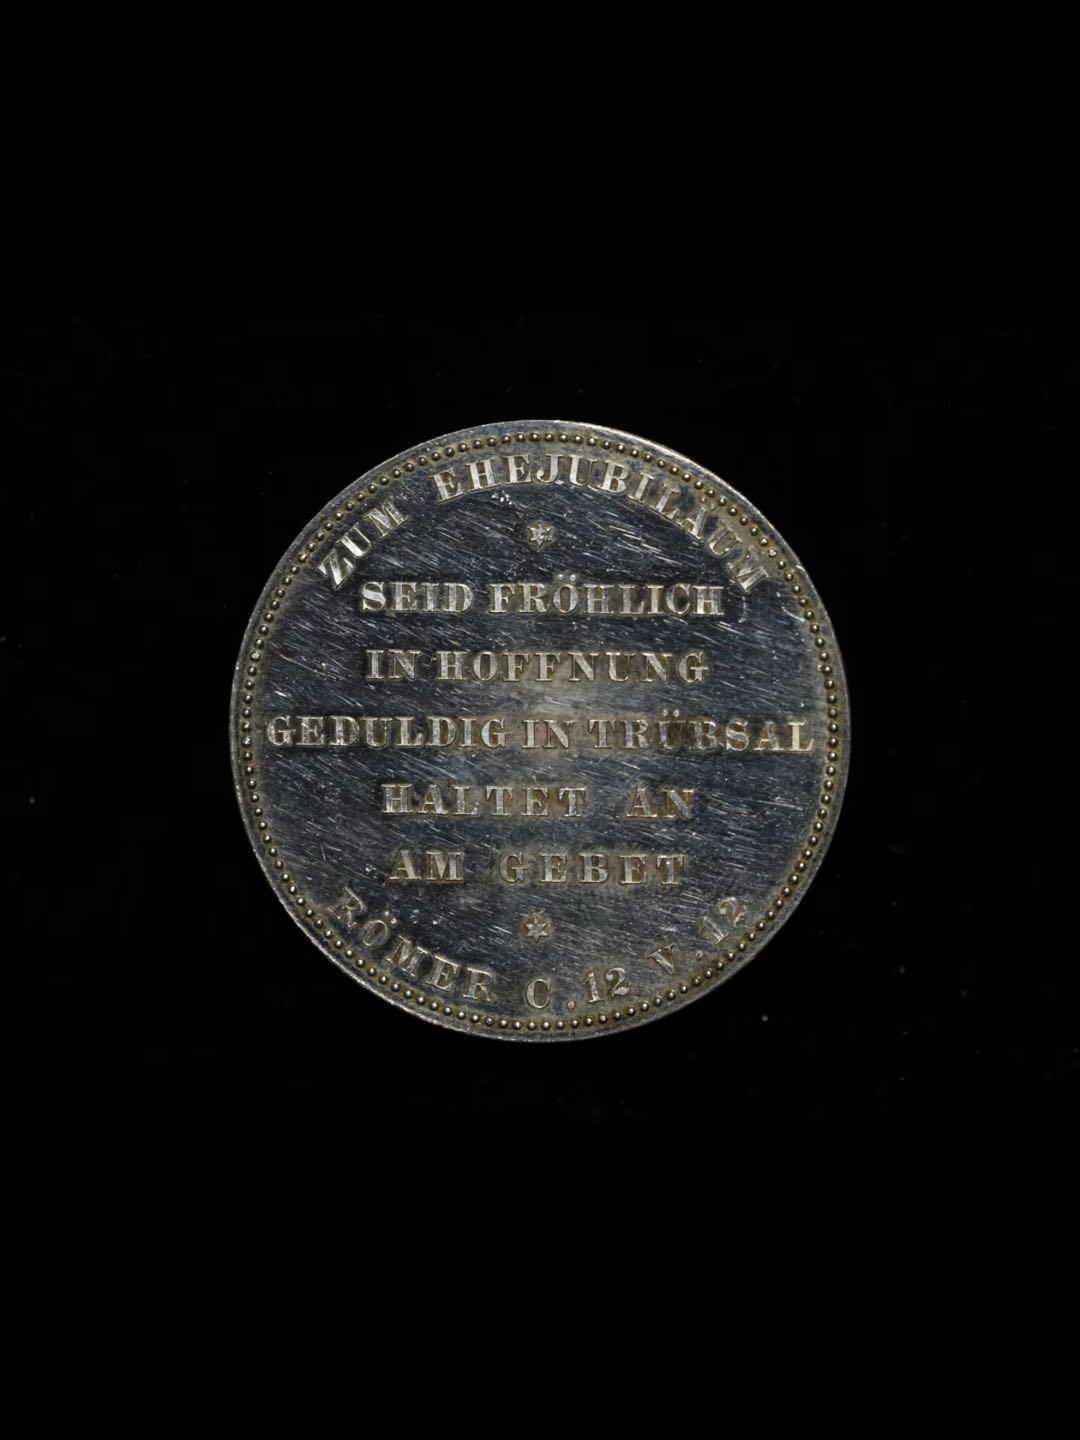 ZUM EHEJUBILÄUM
SEID FRÖHLICH
IN HOFFNUNG
GEDULDIG IN TRÜBSAL
HALTET AN
AM GEBET
RÖMER C.12 V.12